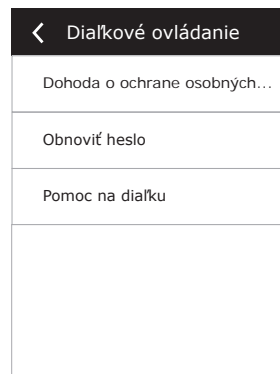 Diaľkové ovládanie
Dohoda o ochrane osobných...
Obnoviť heslo
Pomoc na diaľku